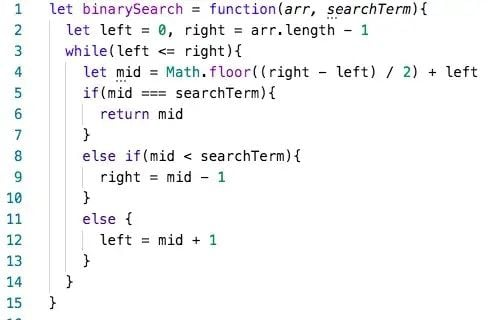 1 let binarySearch = function(arr, searchTerm){
2 let left = 0, right = arr.length - 1
3 while(left <= right){
4 let mid = Math.floor((right - left) / 2) + left
5 if(mid === searchTerm){
6 return mid
7 }
8 else if(mid < searchTerm){
9 right = mid - 1
10 }
11 else {
12 left = mid + 1
13 }
14 }
15 }